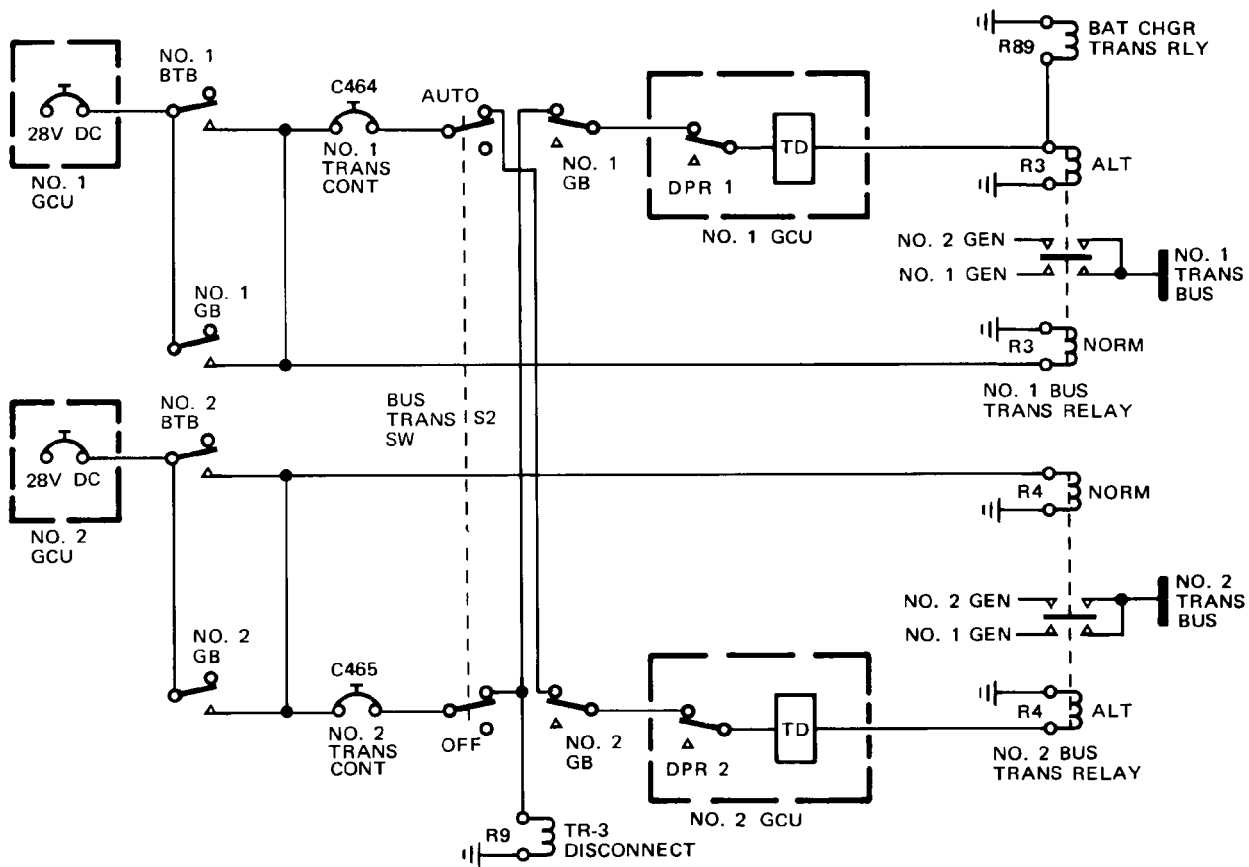 BAT CHGR
TRANS RLY
R89
NO. 1
BTB
C464
AUTO
28V DC
NO. 1
TRANS
CONT
NO. 1
GCU
NO. 1
GB
DPR 1
TD
NO. 1 GCU
R3
ALT
NO. 2 GEN
NO. 1 GEN
NO. 1
TRANS
BUS
NO. 1
GB
R3
NORM
NO. 1 BUS
TRANS RELAY
NO. 2
BTB
BUS
TRANS
SW
S2
28V DC
NO. 2
GCU
R4
NORM
NO. 2 GEN
NO. 1 GEN
NO. 2
TRANS
BUS
NO. 2
GB
C465
NO. 2
TRANS
CONT
OFF
NO. 2
GB
DPR 2
TD
NO. 2 GCU
R4
ALT
NO. 2 BUS
TRANS RELAY
R9
TR-3
DISCONNECT